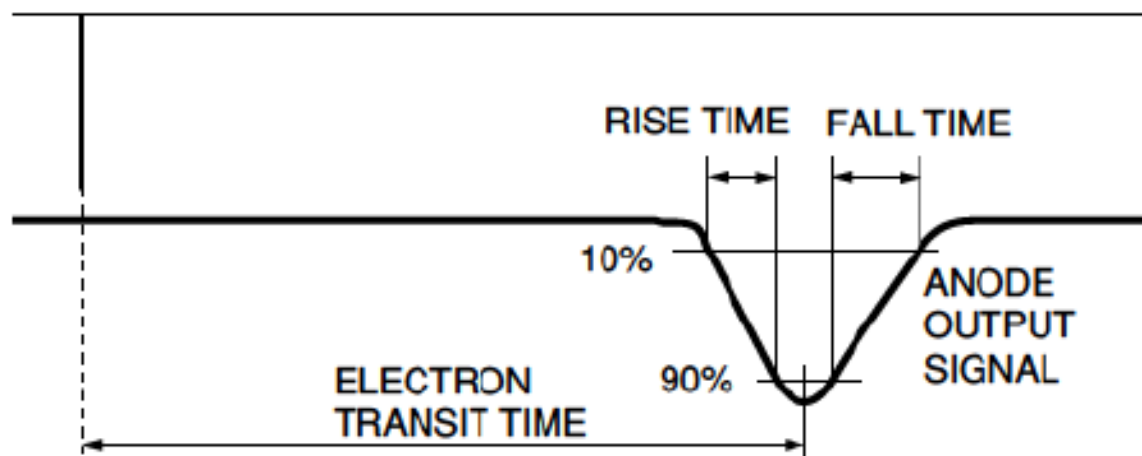 RISE TIME FALL TIME
10%
ANODE
OUTPUT
SIGNAL
90%
ELECTRON
TRANSIT TIME